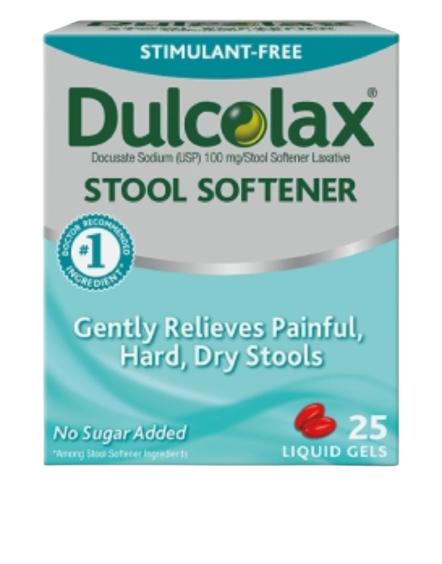 STIMULANT-FREE
Dulcolax®
Docusate Sodium (USP) 100 mg/Stool Softener Laxative
STOOL SOFTENER
DOCTOR RECOMMENDED
#1
INGREDIENT*
Gently Relieves Painful,
Hard, Dry Stools
No Sugar Added
*Among Stool Softener Ingredients
25
LIQUID GELS